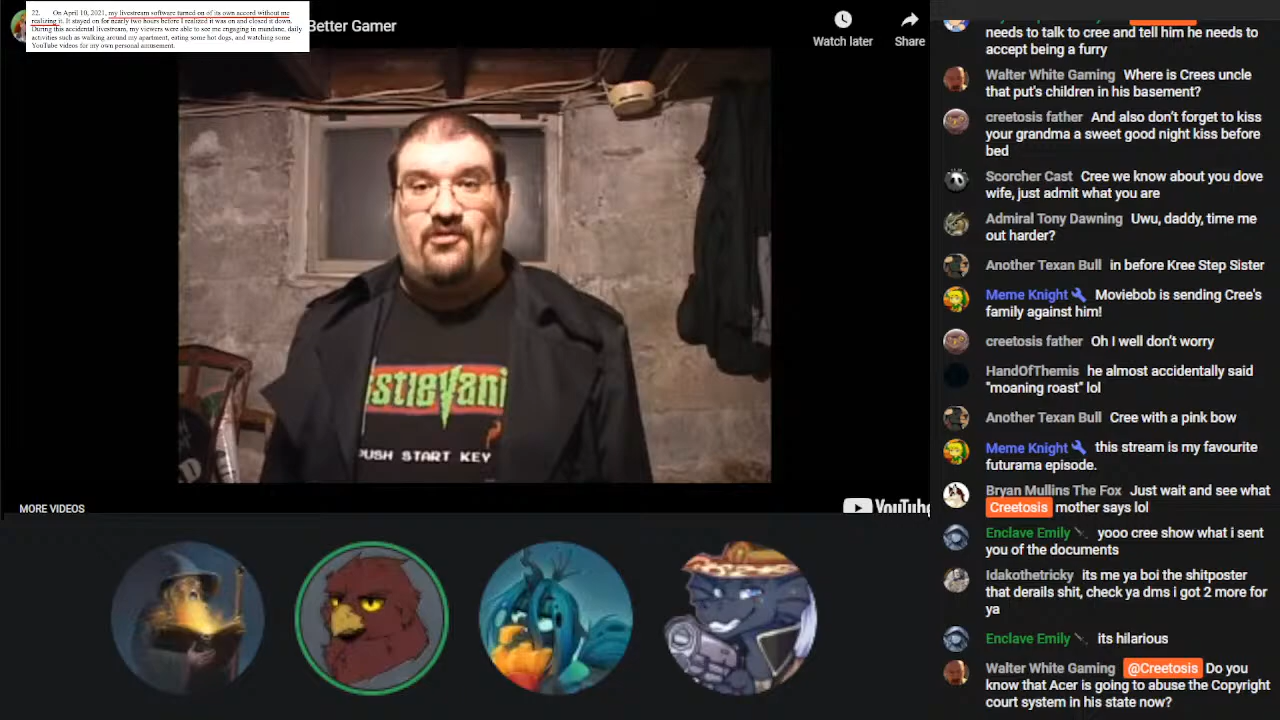 22. On April 10, 2021, my livestream software turned on of its own accord without me
realizing it. It stayed on for nearly two hours before I realized it was on and closed it down.
During this accidental livestream, my viewers were able to see me engaging in mundane, daily
activities such as walking around my apartment, eating some hot dogs, and watching some
YouTube videos for my own personal amusement.
Better Gamer
Watch later
Share
stlevani
PUSH START KEY
D
MORE VIDEOS
YouTube
needs to talk to cree and tell him he needs to
accept being a furry
Walter White Gaming Where is Crees uncle
that put's children in his basement?
creetosis father And also don't forget to kiss
your grandma a sweet good night kiss before
bed
Scorcher Cast Cree we know about you dove
wife, just admit what you are
Admiral Tony Dawning Uwu, daddy, time me
out harder?
Another Texan Bull in before Kree Step Sister
Meme Knight Moviebob is sending Cree's
family against him!
creetosis father Oh I well don't worry
HandOfThemis he almost accidentally said
"moaning roast" lol
Another Texan Bull Cree with a pink bow
Meme Knight this stream is my favourite
futurama episode.
Bryan Mullins The Fox Just wait and see what
Creetosis mother says lol
Enclave Emily yooo cree show what i sent
you of the documents
Idakothetricky its me ya boi the shitposter
that derails shit, check ya dms i got 2 more for
ya
Enclave Emily its hilarious
Walter White Gaming @Creetosis Do you
know that Acer is going to abuse the Copyright
court system in his state now?